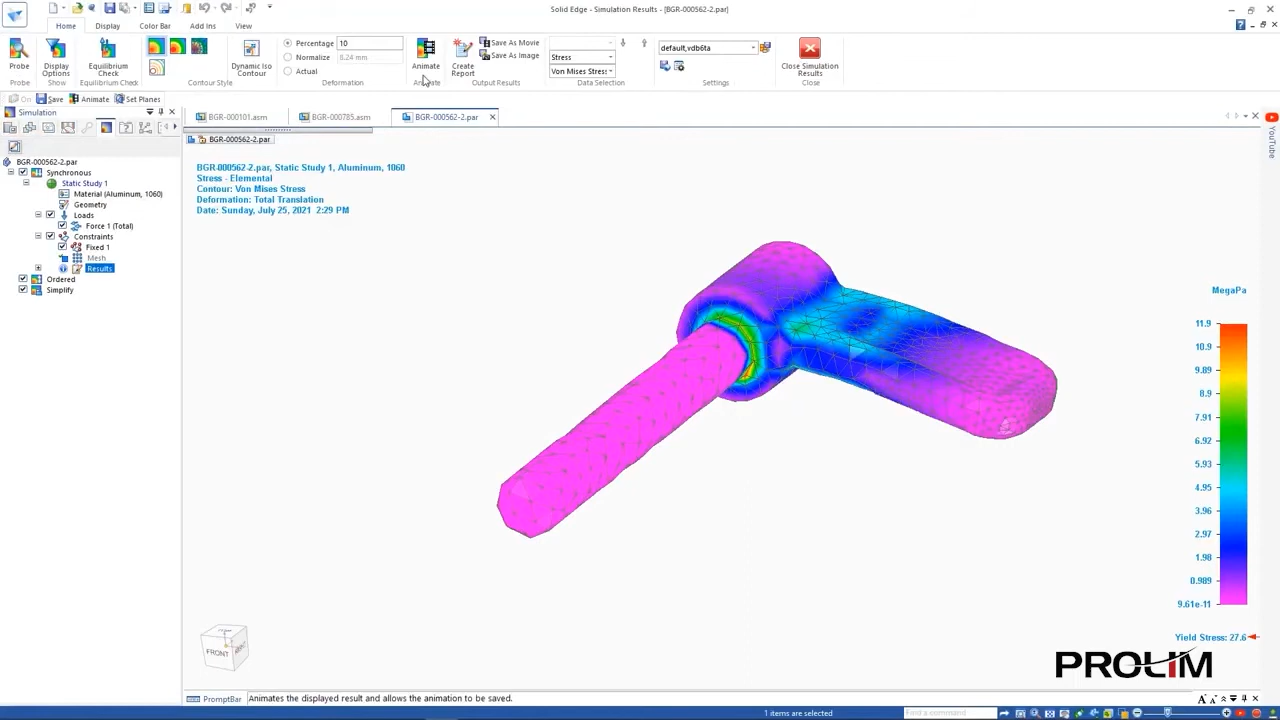 Solid Edge - Simulation Results - [BGR-000562-2.par]
Home Display Color Bar Add Ins View
Probe
Display Options
Equilibrium Check
Dynamic Iso Contour
Percentage 10
Normalize 8.24 mm
Actual
Animate
Create Report
Save As Movie
Save As Image
Stress
Von Mises Stress
default,vdb6ta
Close Simulation Results
Probe Show Equilibrium Check Contour Style Deformation Animate Output Results Data Selection Settings Close
On Save Animate Set Planes
Simulation
BGR-000101.asm BGR-000785.asm BGR-000562-2.par
BGR-000562-2.par
YouTube
BGR-000562-2.par
Synchronous
Static Study 1
Material (Aluminum, 1060)
Geometry
Loads
Force 1 (Total)
Constraints
Fixed 1
Mesh
Results
Ordered
Simplify
BGR-000562-2.par, Static Study 1, Aluminum, 1060
Stress - Elemental
Contour: Von Mises Stress
Deformation: Total Translation
Date: Sunday, July 25, 2021 2:29 PM
MegaPa
11.9
10.9
9.89
8.9
7.91
6.92
5.93
4.95
3.96
2.97
1.98
0.989
9.61e-11
Yield Stress: 27.6
FRONT
PROLIM
PromptBar Animates the displayed result and allows the animation to be saved.
1 items are selected
Find a command